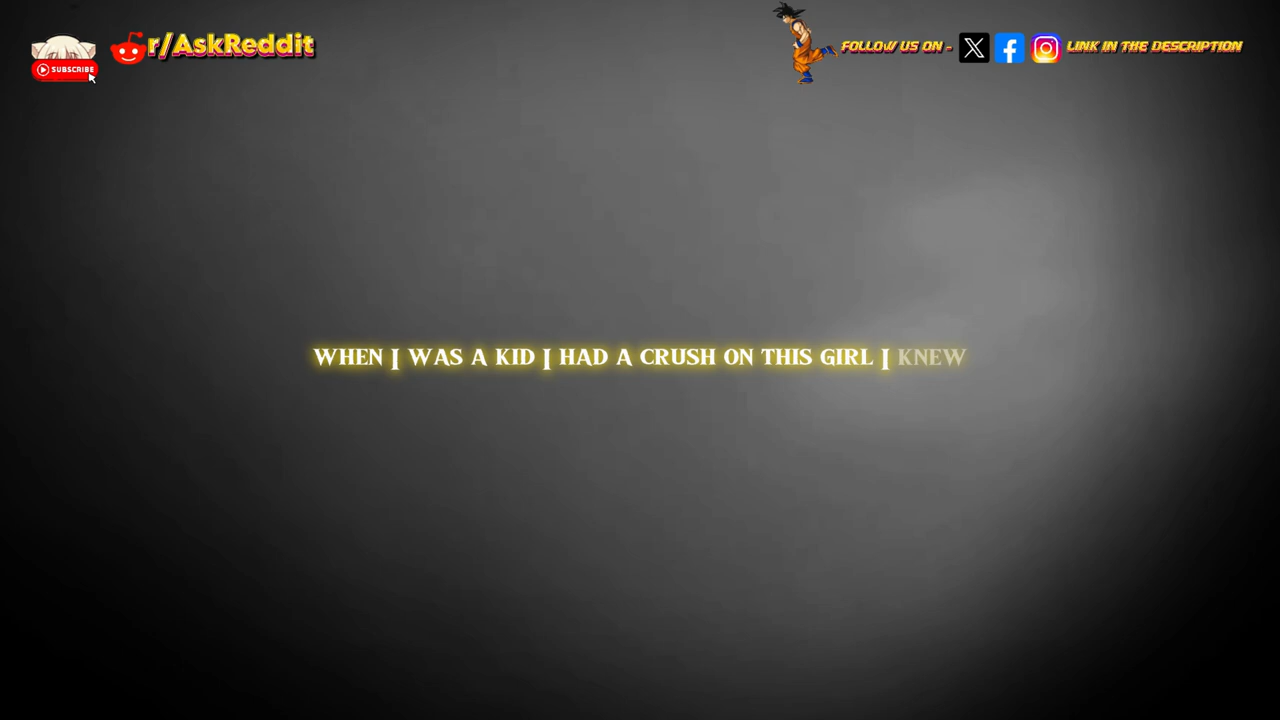 SUBSCRIBE
r/AskReddit
FOLLOW US ON -
LINK IN THE DESCRIPTION
WHEN I WAS A KID I HAD A CRUSH ON THIS GIRL I KNEW